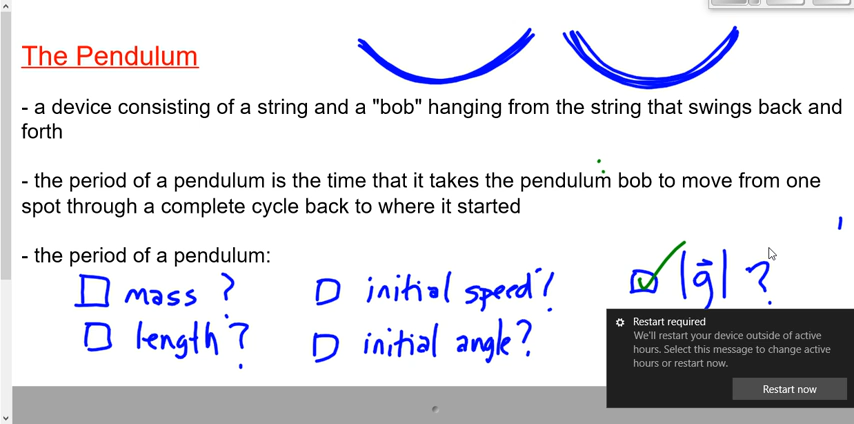 The Pendulum
- a device consisting of a string and a "bob" hanging from the string that swings back and
forth
- the period of a pendulum is the time that it takes the pendulum bob to move from one
spot through a complete cycle back to where it started
- the period of a pendulum:
mass ?
initial speed?
|g⃗| ?
length?
initial angle?
Restart required
We'll restart your device outside of active
hours. Select this message to change active
hours or restart now.
Restart now